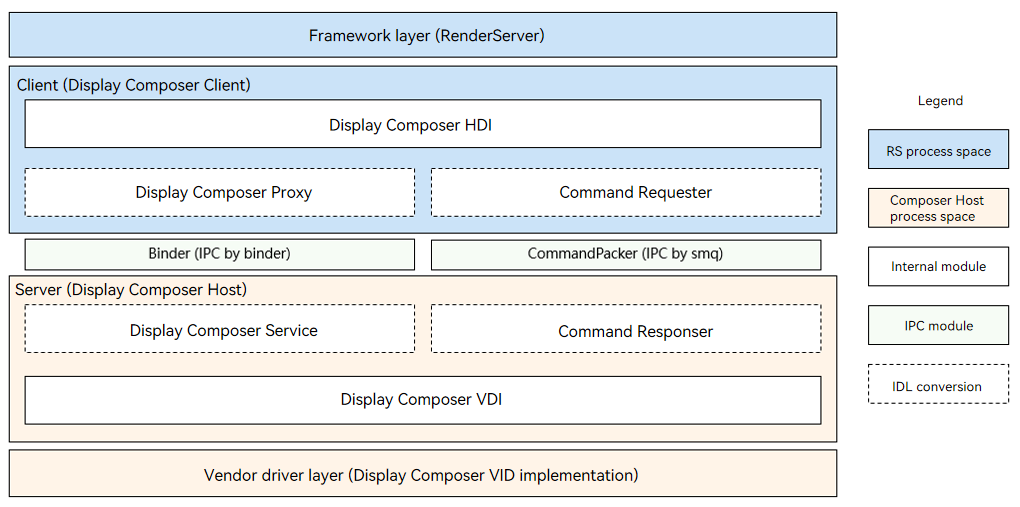 Framework layer (RenderServer)
Client (Display Composer Client)
Display Composer HDI
Display Composer Proxy
Command Requester
Binder (IPC by binder)
CommandPacker (IPC by smq)
Server (Display Composer Host)
Display Composer Service
Command Responser
Display Composer VDI
Vendor driver layer (Display Composer VID implementation)
Legend
RS process space
Composer Host
process space
Internal module
IPC module
IDL conversion